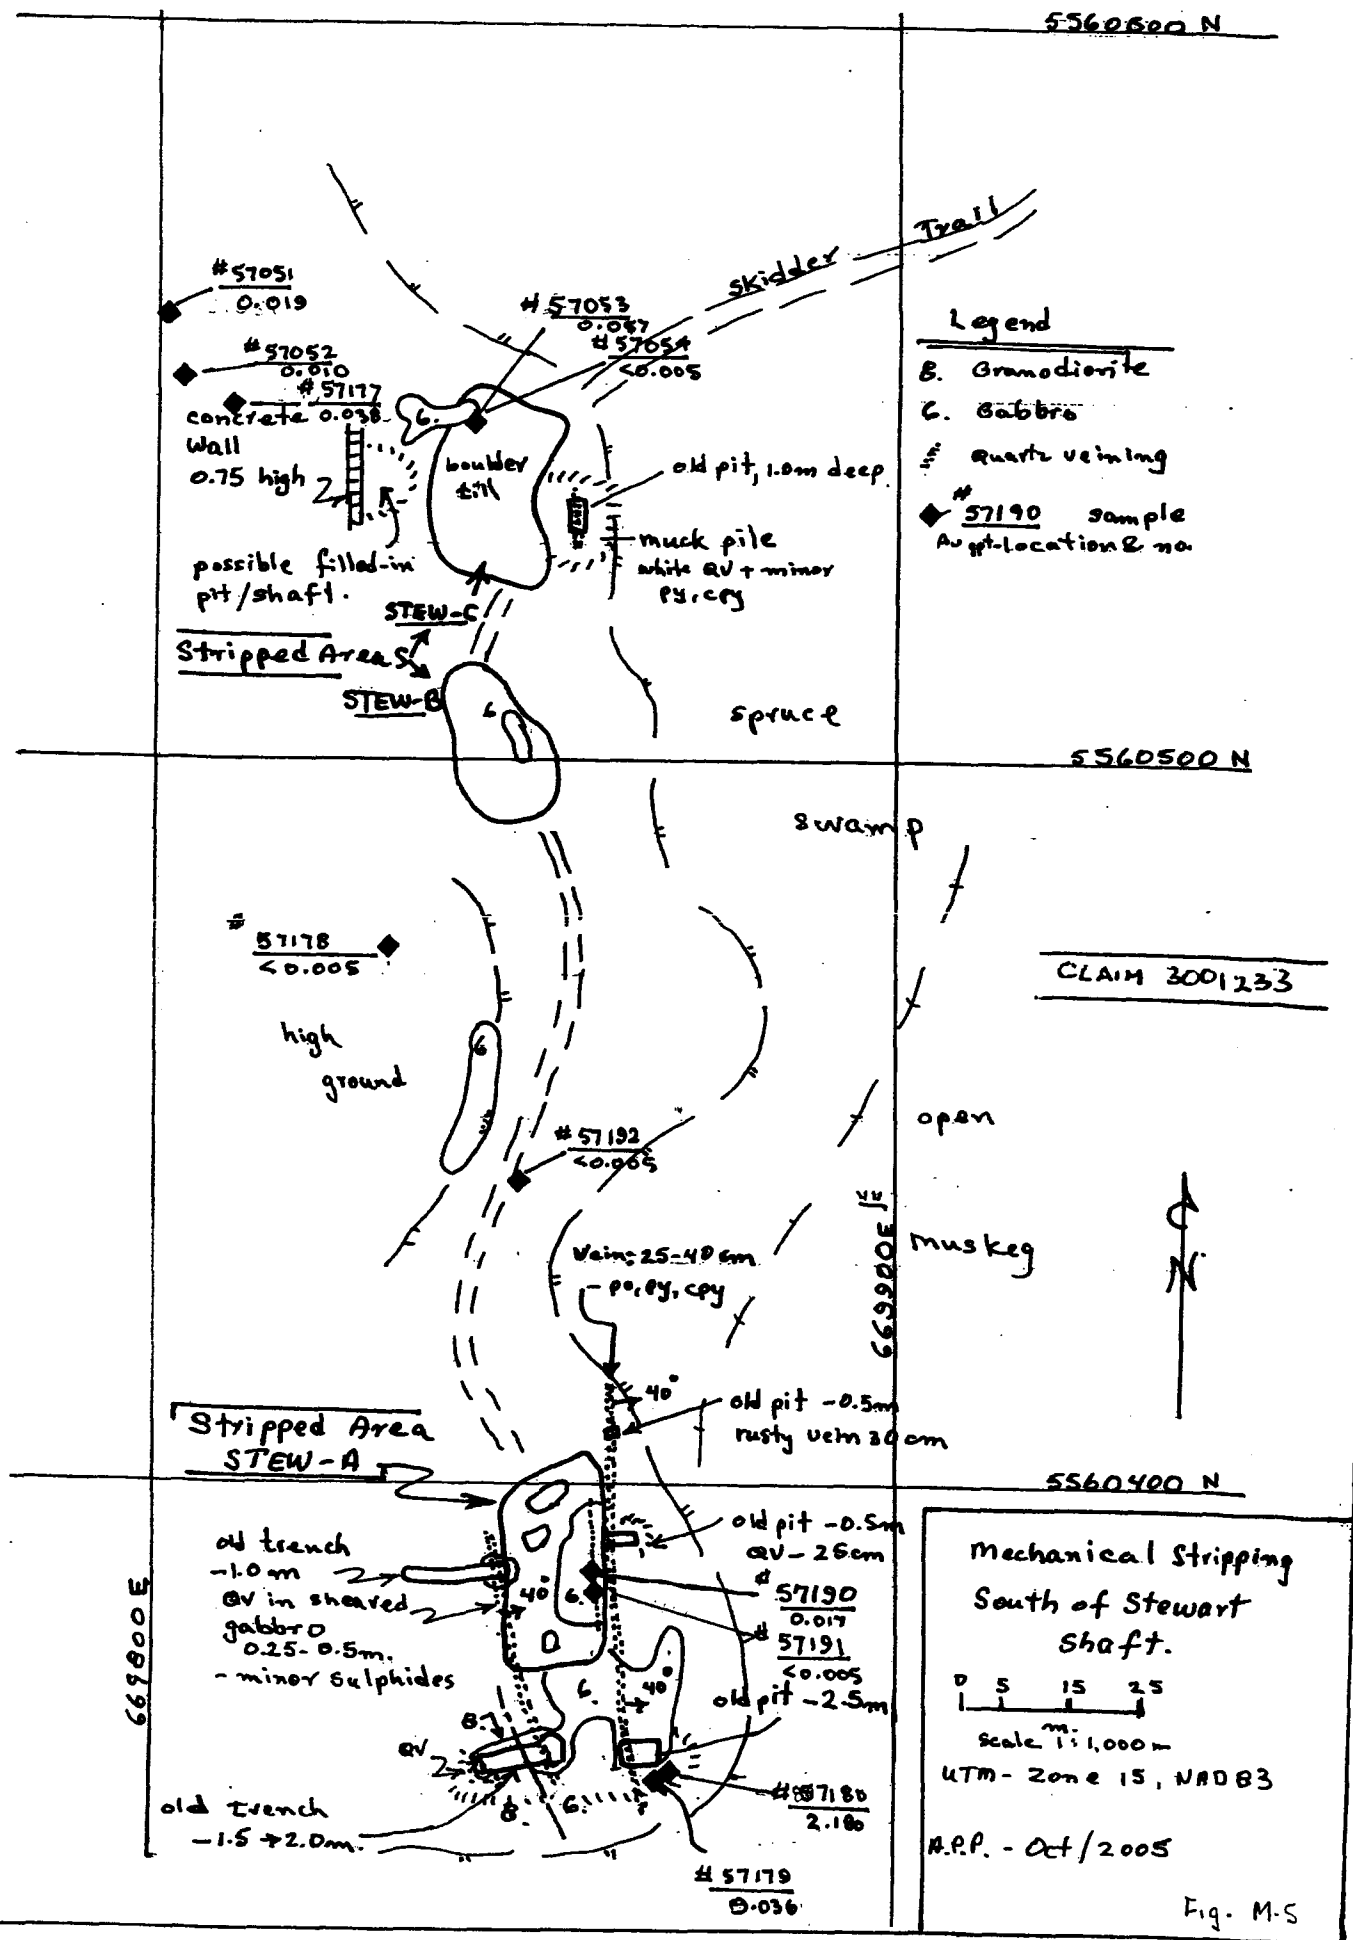 5560600 N
Skidder Trail
#57051
0.019
#57053
0.057
#57052
0.010
#57054
<0.005
#57177
0.038
Legend
8. Granodiorite
6. Gabbro
quartz veining
#
57190 sample
Au ppt-location & no.
concrete
wall
0.75 high
6.
boulder
till
old pit, 1.0m deep
muck pile
white QV + minor
py, cpy
possible filled-in
pit/shaft.
STEW-C
Stripped Areas
STEW-B
6
spruce
5560500 N
swamp
#
57178
<0.005
CLAIM 3001233
high
ground
6
open
#57192
<0.005
muskeg
669900E
N
Vein-25-40 cm
- po, py, cpy
40°
old pit -0.5m
rusty vein 30cm
Stripped Area
STEW-A
5560400 N
old pit -0.5m
QV-25cm
old trench
-1.0m
QV in sheared
gabbro
0.25-0.5m.
- minor sulphides
40°
6.
#
57190
0.017
#
57191
<0.005
669800E
6.
40°
old pit -2.5m
8.
QV
8.
6.
old trench
-1.5→2.0m.
#57180
2.180
#57179
0.036
Mechanical Stripping
South of Stewart
Shaft.
0 5 15 25
m
Scale 1:1,000m
UTM- Zone 15, NAD83
A.P.P. - Oct/2005
Fig. M-5